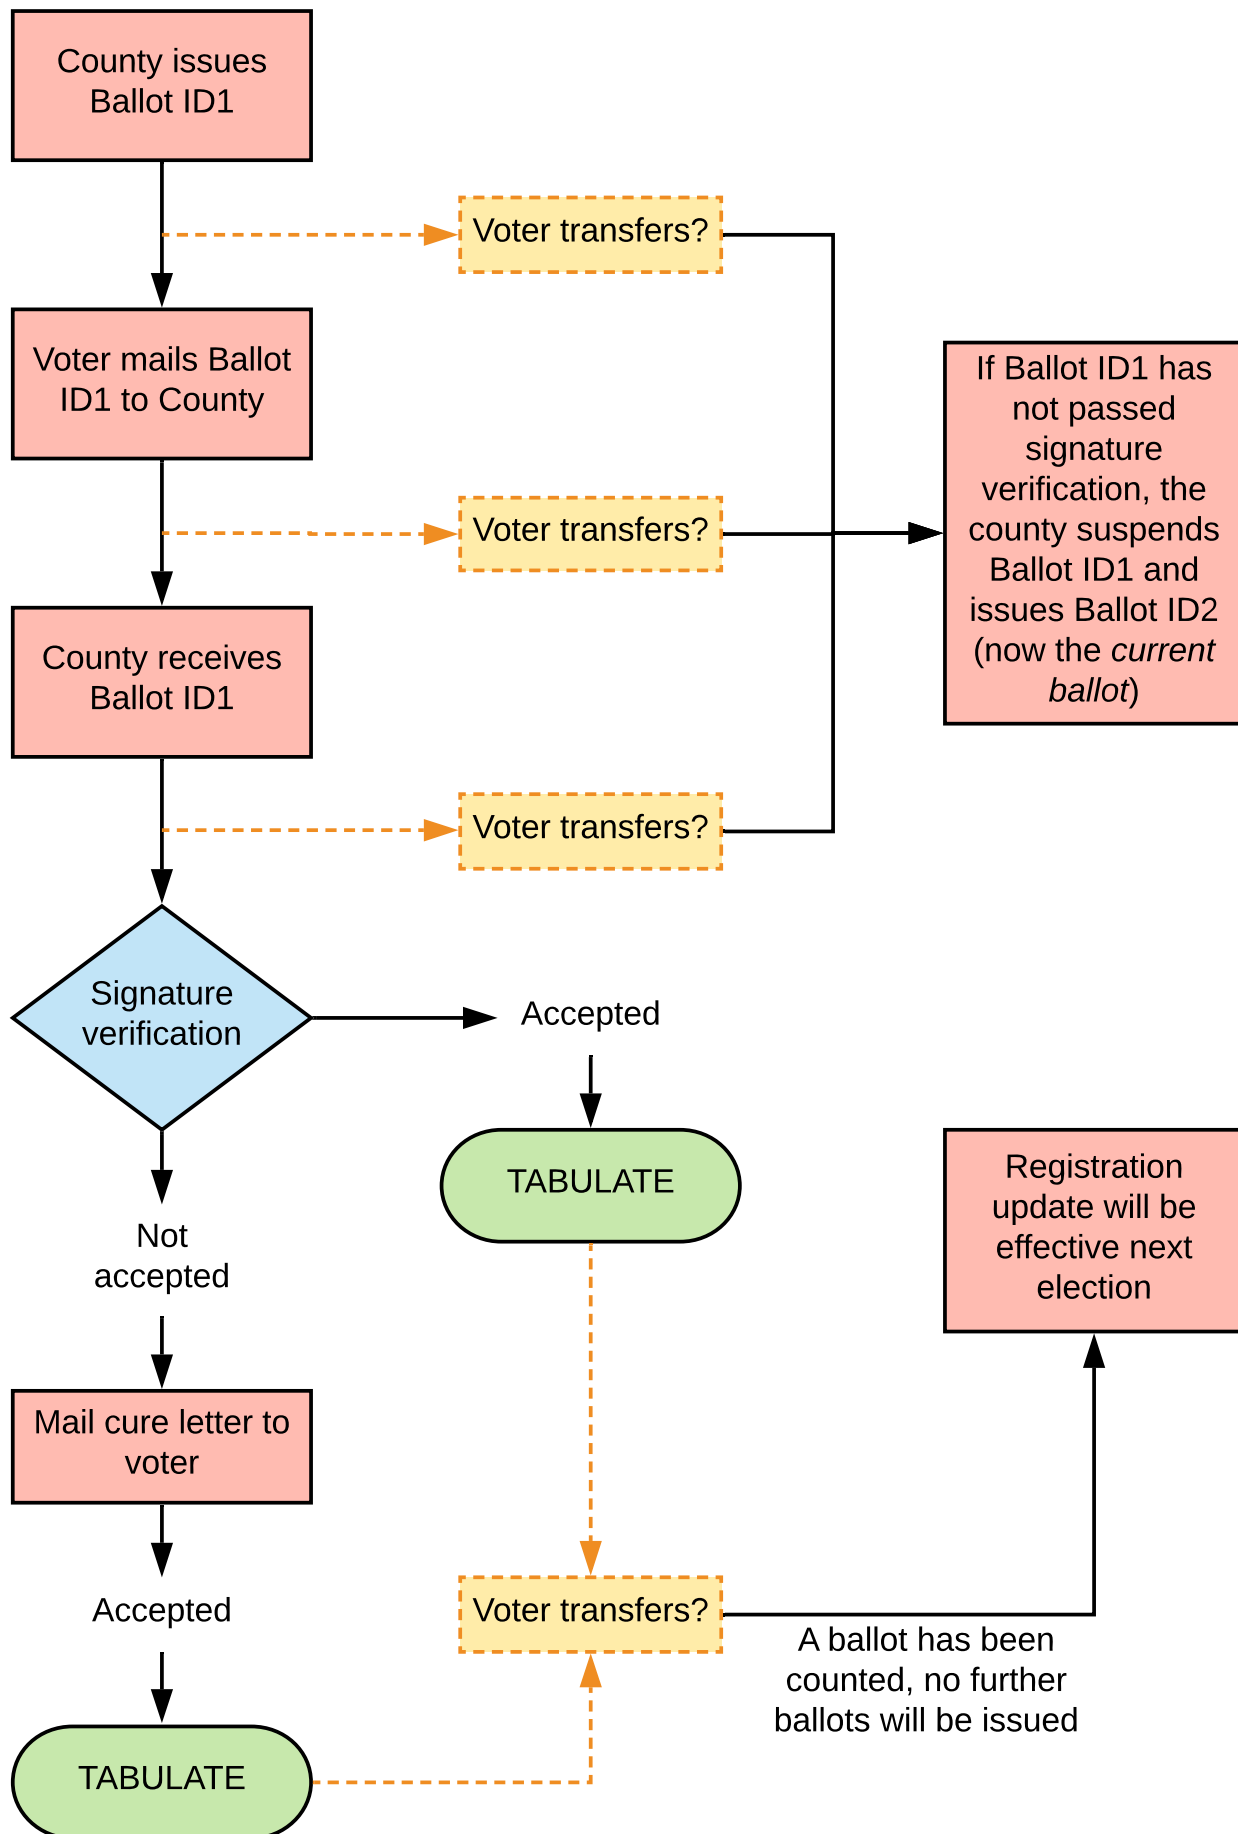 County issues
Ballot ID1
Voter transfers?
Voter mails Ballot
ID1 to County
If Ballot ID1 has
not passed
signature
verification, the
county suspends
Ballot ID1 and
issues Ballot ID2
(now the current
ballot)
Voter transfers?
County receives
Ballot ID1
Voter transfers?
Signature
verification
Accepted
TABULATE
Registration
update will be
effective next
election
Not
accepted
Mail cure letter to
voter
Accepted
Voter transfers?
A ballot has been
counted, no further
ballots will be issued
TABULATE